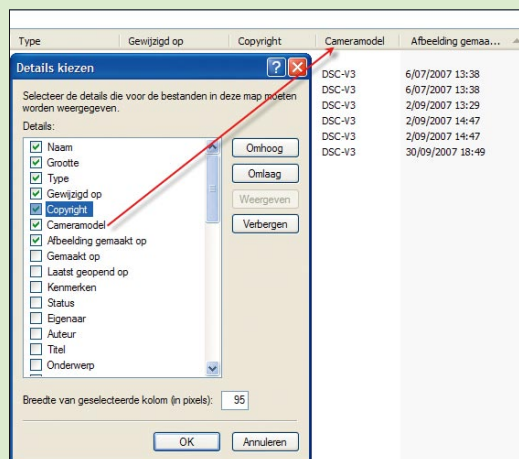 Type Gewijzigd op Copyright Cameramodel Afbeelding gemaa...
Details kiezen
Selecteer de details die voor de bestanden in deze map moeten
worden weergegeven.
Details:
Naam
Grootte
Type
Gewijzigd op
Copyright
Cameramodel
Afbeelding gemaakt op
Gemaakt op
Laatst geopend op
Kenmerken
Status
Eigenaar
Auteur
Titel
Onderwerp
Omhoog
Omlaag
Weergeven
Verbergen
Breedte van geselecteerde kolom (in pixels): 95
OK Annuleren
DSC-V3 6/07/2007 13:38
DSC-V3 6/07/2007 13:38
DSC-V3 2/09/2007 13:29
DSC-V3 2/09/2007 14:47
DSC-V3 2/09/2007 14:47
DSC-V3 30/09/2007 18:49